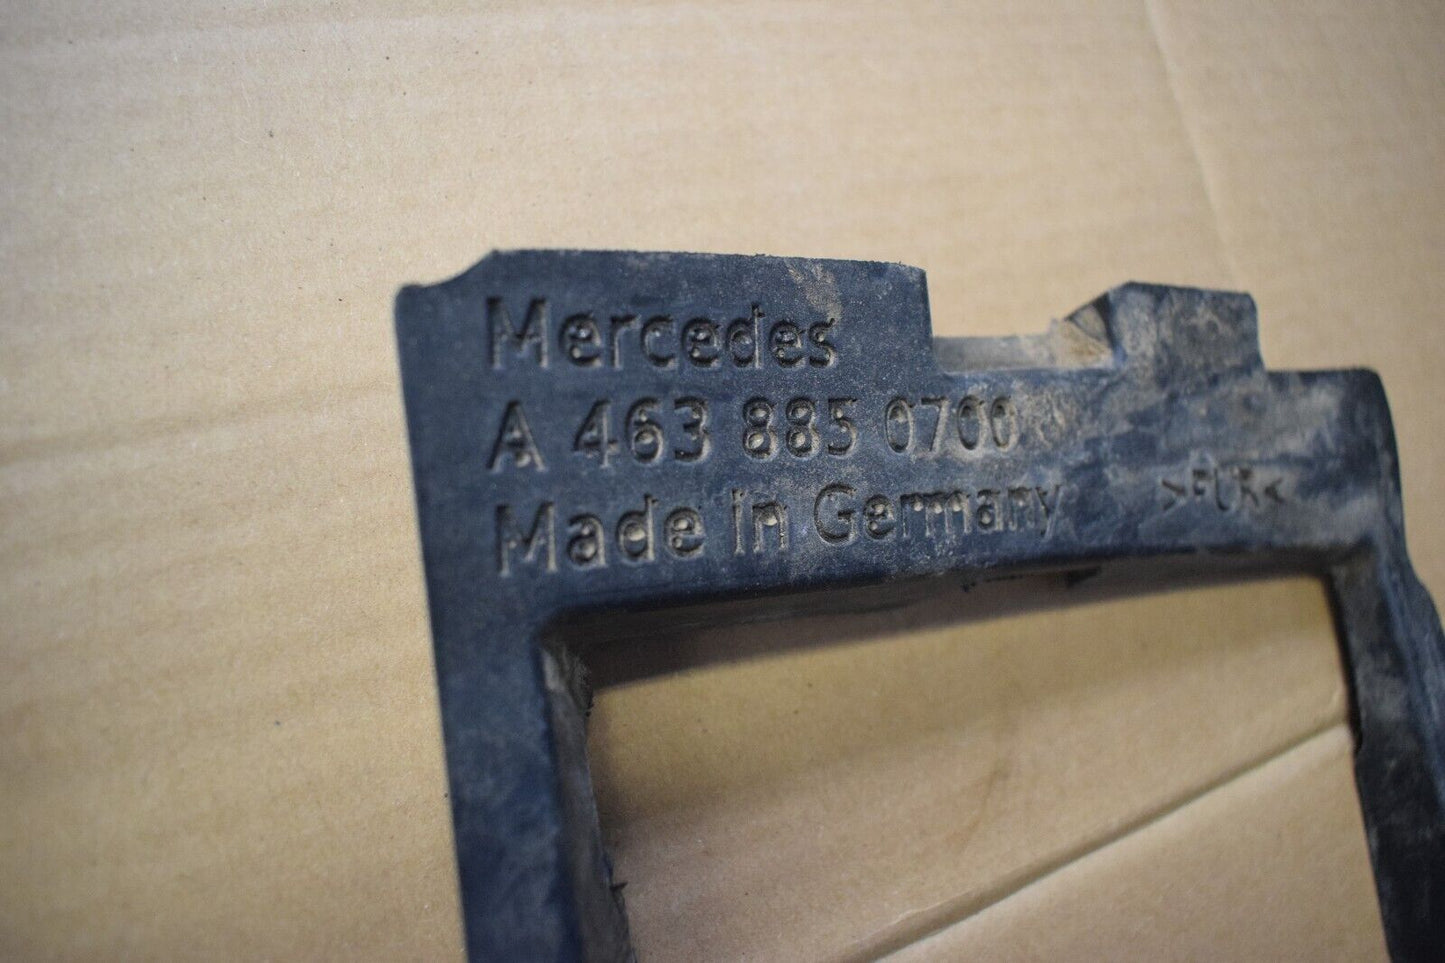 Mercedes
A 463 885 0700
Made in Germany
>PUR<